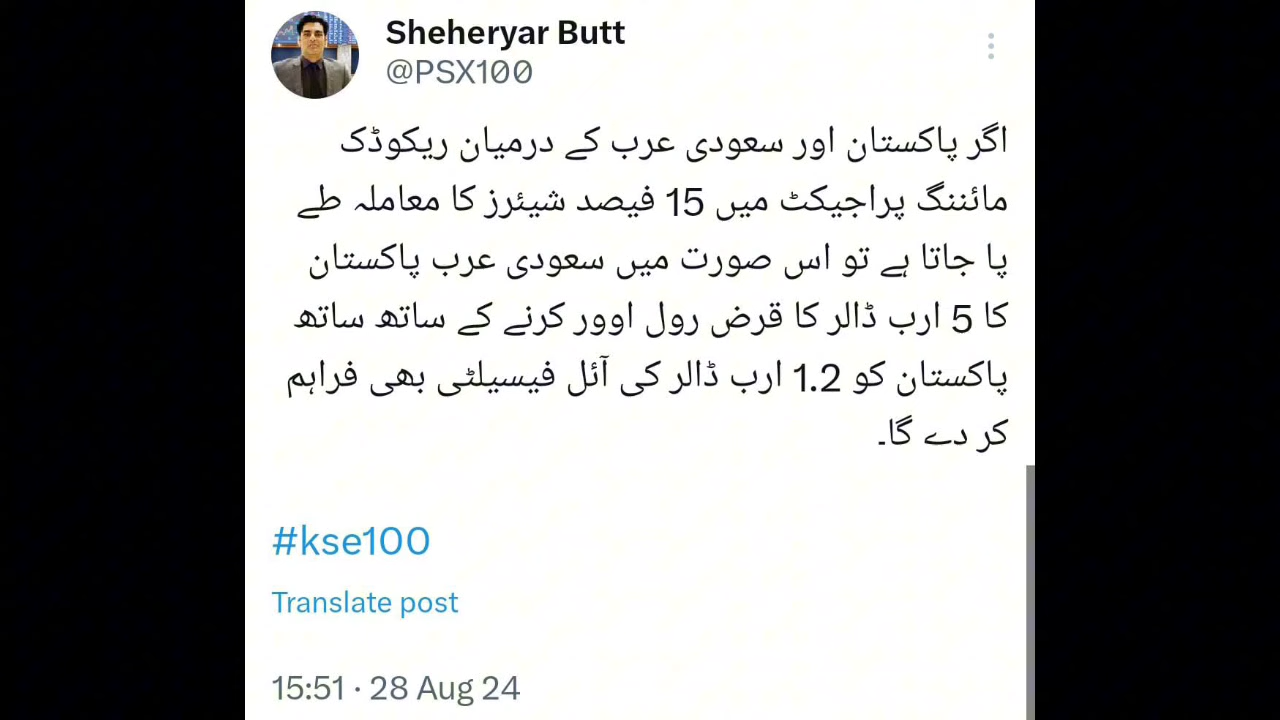 Sheheryar Butt
@PSX100
اگر پاکستان اور سعودی عرب کے درمیان ریکوڈک
مائننگ پراجیکٹ میں 15 فیصد شیئرز کا معاملہ طے
پا جاتا ہے تو اس صورت میں سعودی عرب پاکستان
کا 5 ارب ڈالر کا قرض رول اوور کرنے کے ساتھ ساتھ
پاکستان کو 1.2 ارب ڈالر کی آئل فیسیلٹی بھی فراہم
کر دے گا۔
#kse100
Translate post
15:51 · 28 Aug 24